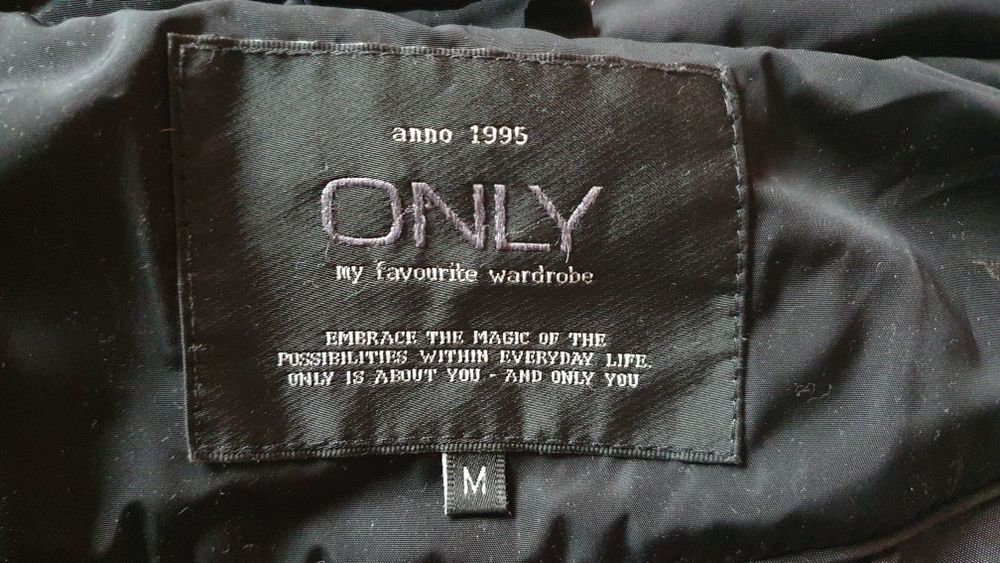 anno 1995
ONLY
my favourite wardrobe
EMBRACE THE MAGIC OF THE
POSSIBILITIES WITHIN EVERYDAY LIFE.
ONLY IS ABOUT YOU - AND ONLY YOU
M